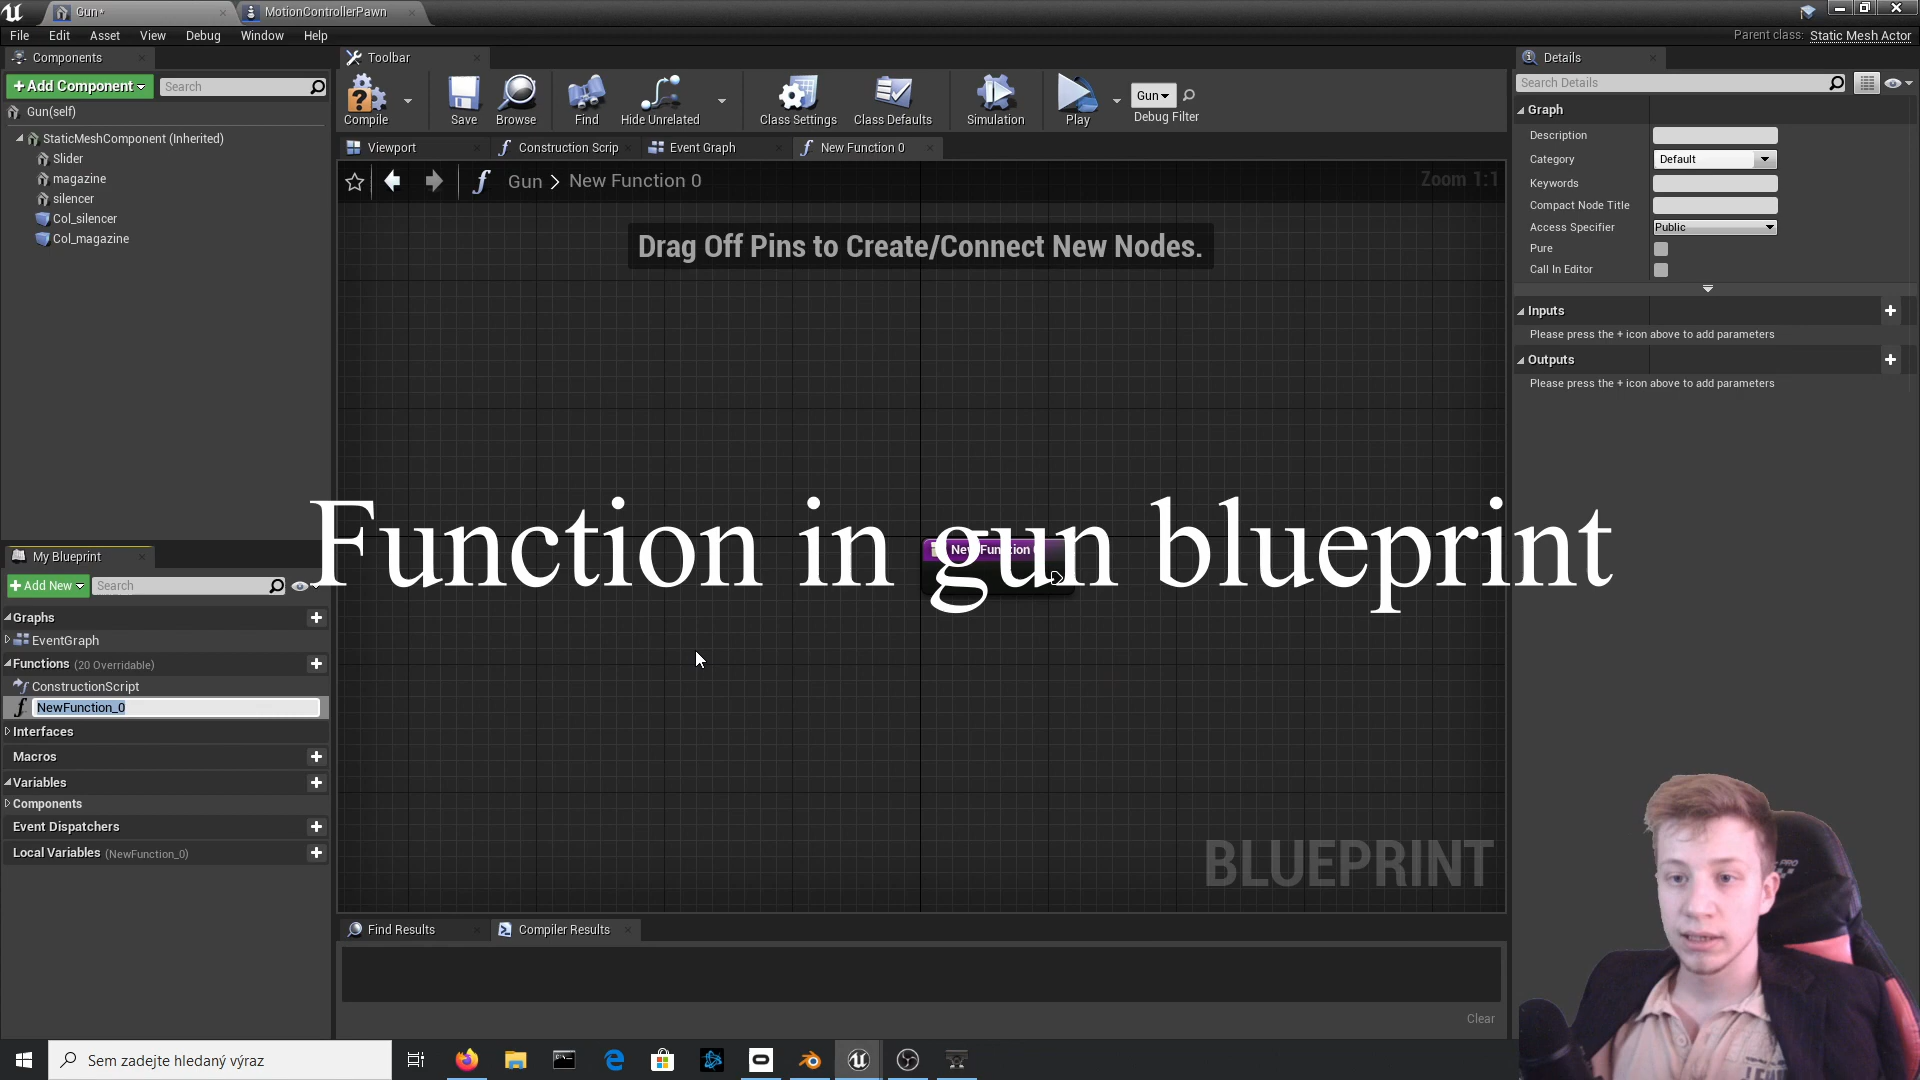 Gun*
MotionControllerPawn
File Edit Asset View Debug Window Help
Parent class: Static Mesh Actor
Components
Toolbar
Details
+ Add Component
Search
Search Details
Gun(self)
Compile
Save
Browse
Find
Hide Unrelated
Class Settings
Class Defaults
Simulation
Play
Gun
Debug Filter
StaticMeshComponent (Inherited)
Slider
magazine
silencer
Col_silencer
Col_magazine
Viewport
Construction Scrip
Event Graph
New Function 0
Gun > New Function 0
Zoom 1:1
Drag Off Pins to Create/Connect New Nodes.
Graph
Description
Category Default
Keywords
Compact Node Title
Access Specifier Public
Pure
Call In Editor
Inputs
Please press the + icon above to add parameters
Outputs
Please press the + icon above to add parameters
Function in gun blueprint
My Blueprint
+ Add New
Search
Graphs
EventGraph
Functions (20 Overridable)
ConstructionScript
NewFunction_0
Interfaces
Macros
Variables
Components
Event Dispatchers
Local Variables (NewFunction_0)
BLUEPRINT
Find Results
Compiler Results
Clear
Sem zadejte hledaný výraz